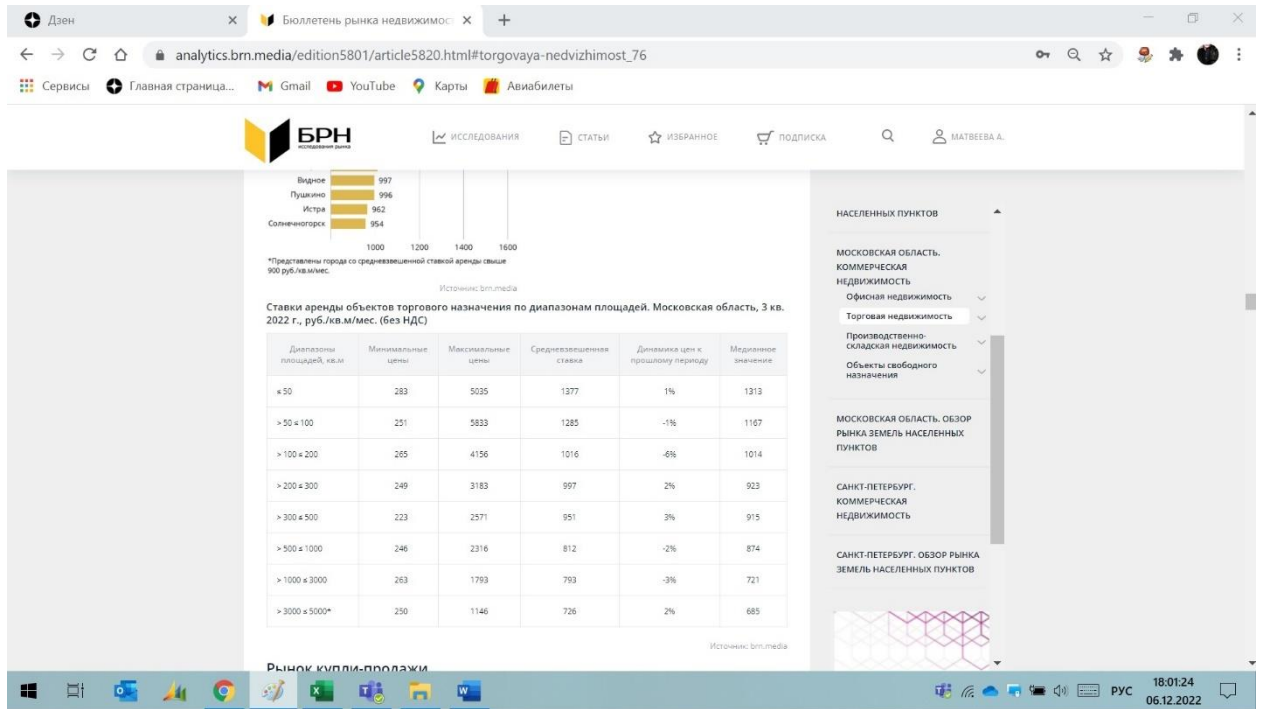 Дзен
Бюллетень рынка недвижимос
analytics.brn.media/edition5801/article5820.html#torgovaya-nedvizhimost_76
Сервисы Главная страница... Gmail YouTube Карты Авиабилеты
БРН
ИССЛЕДОВАНИЯ РЫНКА
ИССЛЕДОВАНИЯ СТАТЬИ ИЗБРАННОЕ ПОДПИСКА МАТВЕЕВА А.
Видное 997
Пушкино 996
Истра 962
Солнечногорск 954
1000 1200 1400 1600
*Представлены города со средневзвешенной ставкой аренды свыше
900 руб./кв.м/мес.
Источник: brn.media
Ставки аренды объектов торгового назначения по диапазонам площадей. Московская область, 3 кв.
2022 г., руб./кв.м/мес. (без НДС)
Диапазоны площадей, кв.м Минимальные цены Максимальные цены Средневзвешенная ставка Динамика цен к прошлому периоду Медианное значение
≤ 50 283 5035 1377 1% 1313
> 50 ≤ 100 251 5833 1285 -1% 1167
> 100 ≤ 200 265 4156 1016 -6% 1014
> 200 ≤ 300 249 3183 997 2% 923
> 300 ≤ 500 223 2571 951 3% 915
> 500 ≤ 1000 246 2316 812 -2% 874
> 1000 ≤ 3000 263 1793 793 -3% 721
> 3000 ≤ 5000* 250 1146 726 2% 685
Источник: brn.media
Рынок купли-продажи
НАСЕЛЕННЫХ ПУНКТОВ
МОСКОВСКАЯ ОБЛАСТЬ.
КОММЕРЧЕСКАЯ
НЕДВИЖИМОСТЬ
Офисная недвижимость
Торговая недвижимость
Производственно-
складская недвижимость
Объекты свободного
назначения
МОСКОВСКАЯ ОБЛАСТЬ. ОБЗОР
РЫНКА ЗЕМЕЛЬ НАСЕЛЕННЫХ
ПУНКТОВ
САНКТ-ПЕТЕРБУРГ.
КОММЕРЧЕСКАЯ
НЕДВИЖИМОСТЬ
САНКТ-ПЕТЕРБУРГ. ОБЗОР РЫНКА
ЗЕМЕЛЬ НАСЕЛЕННЫХ ПУНКТОВ
РУС
18:01:24
06.12.2022